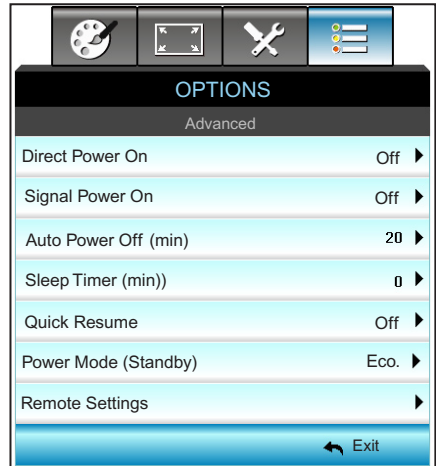 OPTIONS
Advanced
Direct Power On Off
Signal Power On Off
Auto Power Off (min) 20
Sleep Timer (min)) 0
Quick Resume Off
Power Mode (Standby) Eco.
Remote Settings
Exit